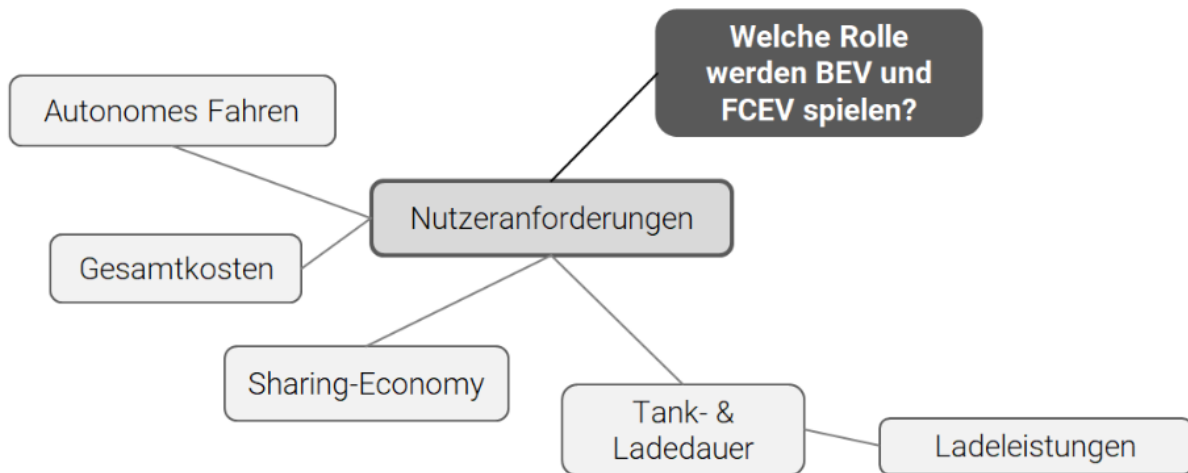 Welche Rolle
werden BEV und
FCEV spielen?
Autonomes Fahren
Nutzeranforderungen
Gesamtkosten
Sharing-Economy
Tank- &
Ladedauer
Ladeleistungen